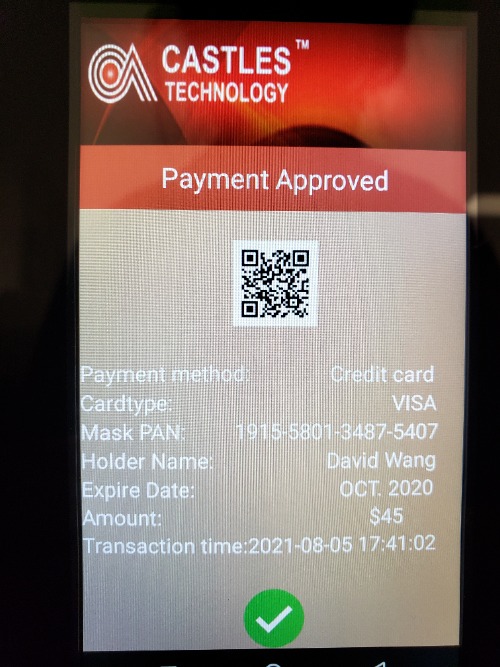 CASTLES™
TECHNOLOGY
Payment Approved
Payment method: Credit card
Cardtype: VISA
Mask PAN: 1915-5801-3487-5407
Holder Name: David Wang
Expire Date: OCT. 2020
Amount: $45
Transaction time:2021-08-05 17:41:02